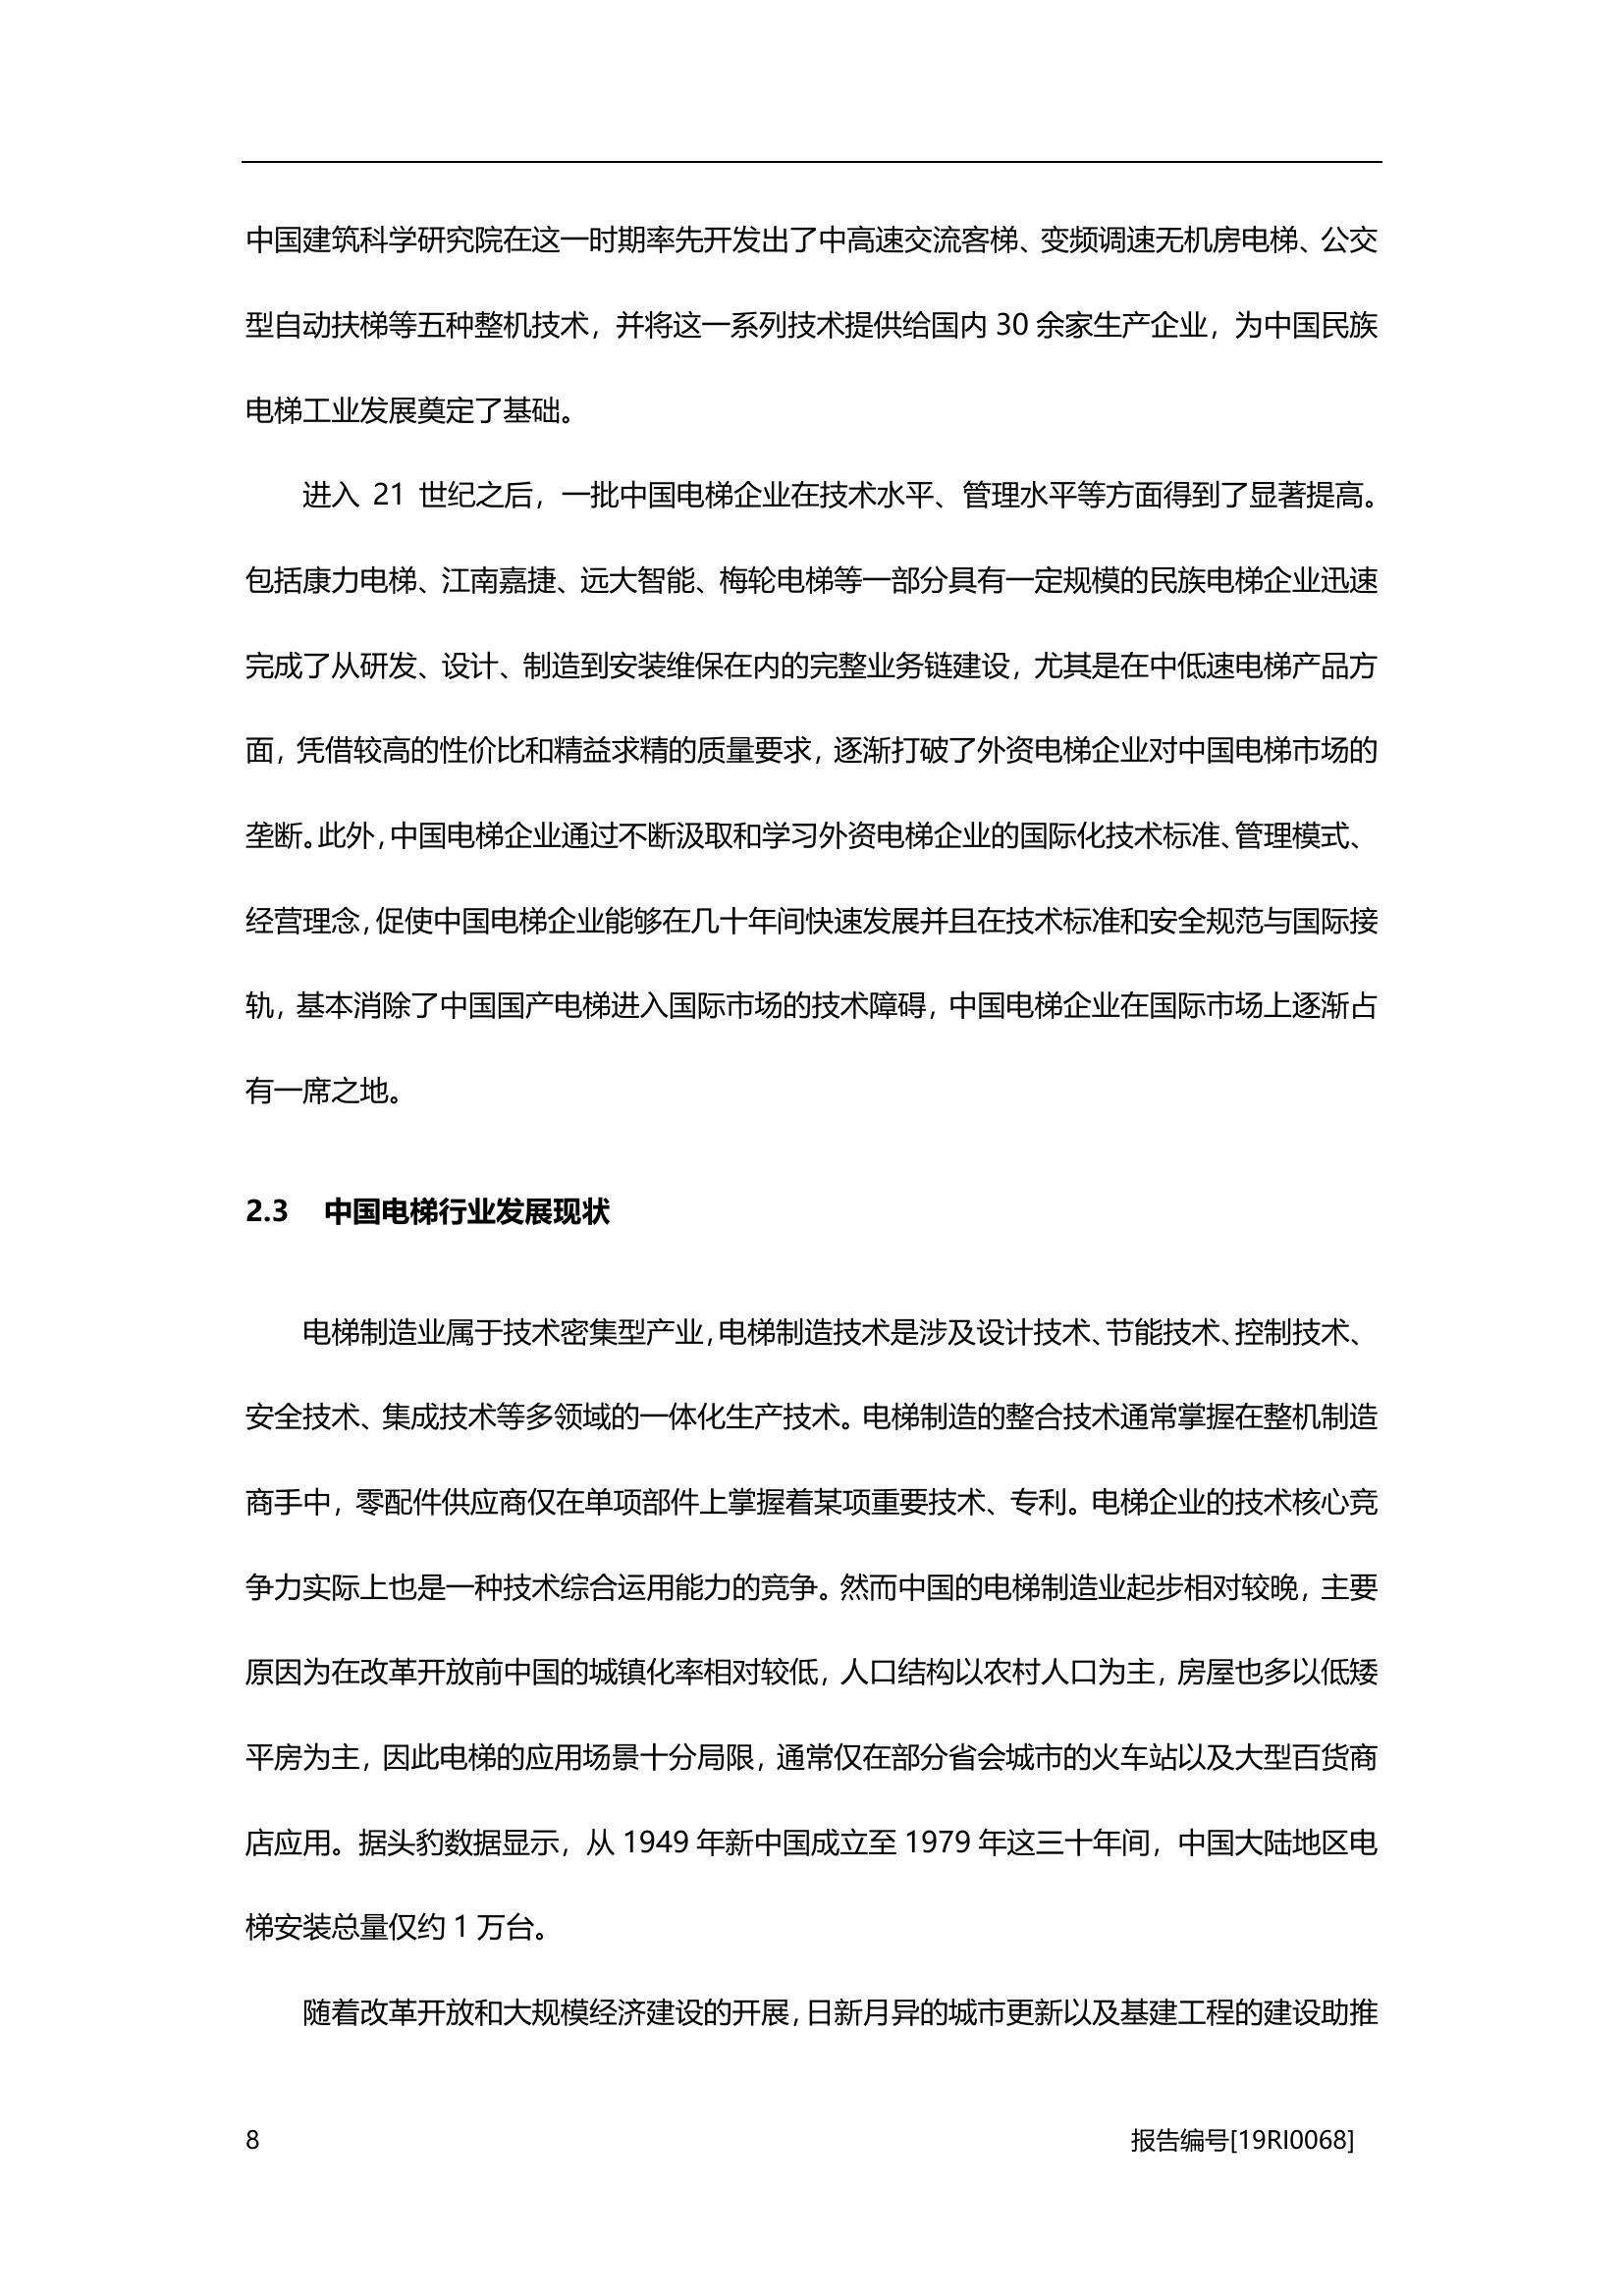 中国建筑科学研究院在这一时期率先开发出了中高速交流客梯、变频调速无机房电梯、公交
型自动扶梯等五种整机技术，并将这一系列技术提供给国内 30 余家生产企业，为中国民族
电梯工业发展奠定了基础。
进入 21 世纪之后，一批中国电梯企业在技术水平、管理水平等方面得到了显著提高。
包括康力电梯、江南嘉捷、远大智能、梅轮电梯等一部分具有一定规模的民族电梯企业迅速
完成了从研发、设计、制造到安装维保在内的完整业务链建设，尤其是在中低速电梯产品方
面，凭借较高的性价比和精益求精的质量要求，逐渐打破了外资电梯企业对中国电梯市场的
垄断。此外，中国电梯企业通过不断汲取和学习外资电梯企业的国际化技术标准、管理模式、
经营理念，促使中国电梯企业能够在几十年间快速发展并且在技术标准和安全规范与国际接
轨，基本消除了中国国产电梯进入国际市场的技术障碍，中国电梯企业在国际市场上逐渐占
有一席之地。
2.3 中国电梯行业发展现状
电梯制造业属于技术密集型产业，电梯制造技术是涉及设计技术、节能技术、控制技术、
安全技术、集成技术等多领域的一体化生产技术。电梯制造的整合技术通常掌握在整机制造
商手中，零配件供应商仅在单项部件上掌握着某项重要技术、专利。电梯企业的技术核心竞
争力实际上也是一种技术综合运用能力的竞争。然而中国的电梯制造业起步相对较晚，主要
原因为在改革开放前中国的城镇化率相对较低，人口结构以农村人口为主，房屋也多以低矮
平房为主，因此电梯的应用场景十分局限，通常仅在部分省会城市的火车站以及大型百货商
店应用。据头豹数据显示，从 1949 年新中国成立至 1979 年这三十年间，中国大陆地区电
梯安装总量仅约 1 万台。
随着改革开放和大规模经济建设的开展，日新月异的城市更新以及基建工程的建设助推
8 报告编号[19RI0068]